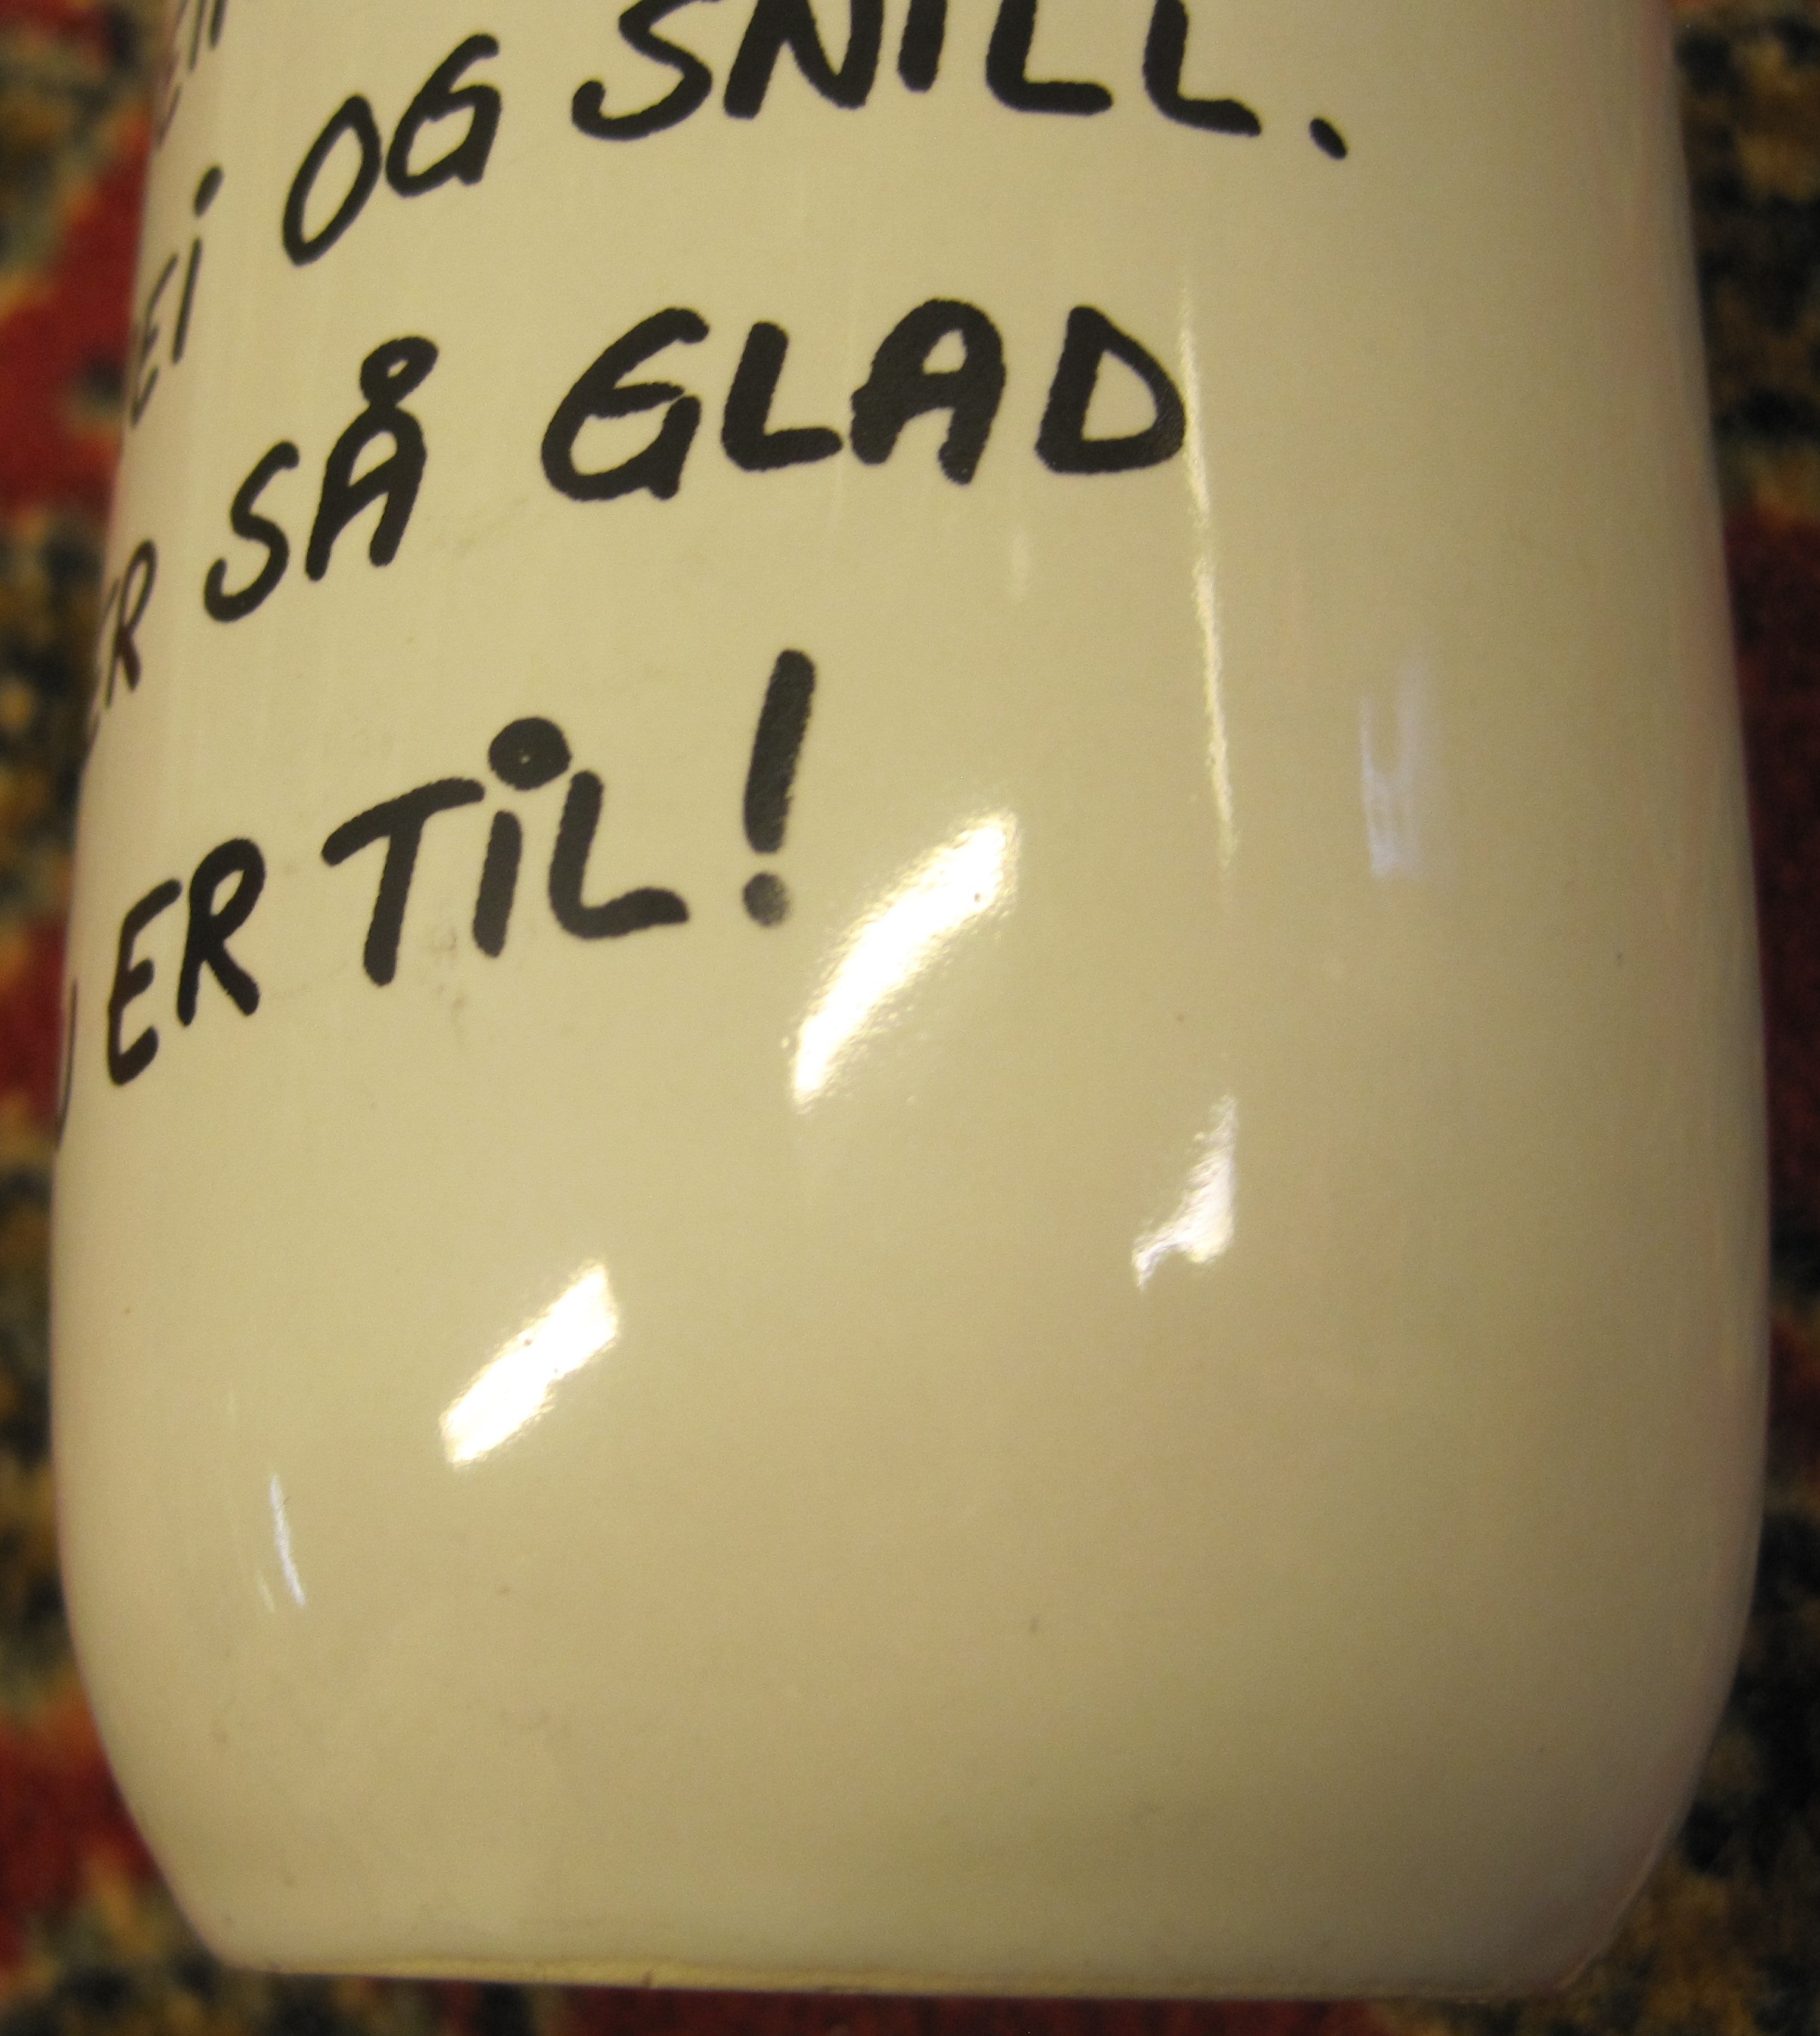 OG SNILL.
SÅ GLAD
ER TiL!